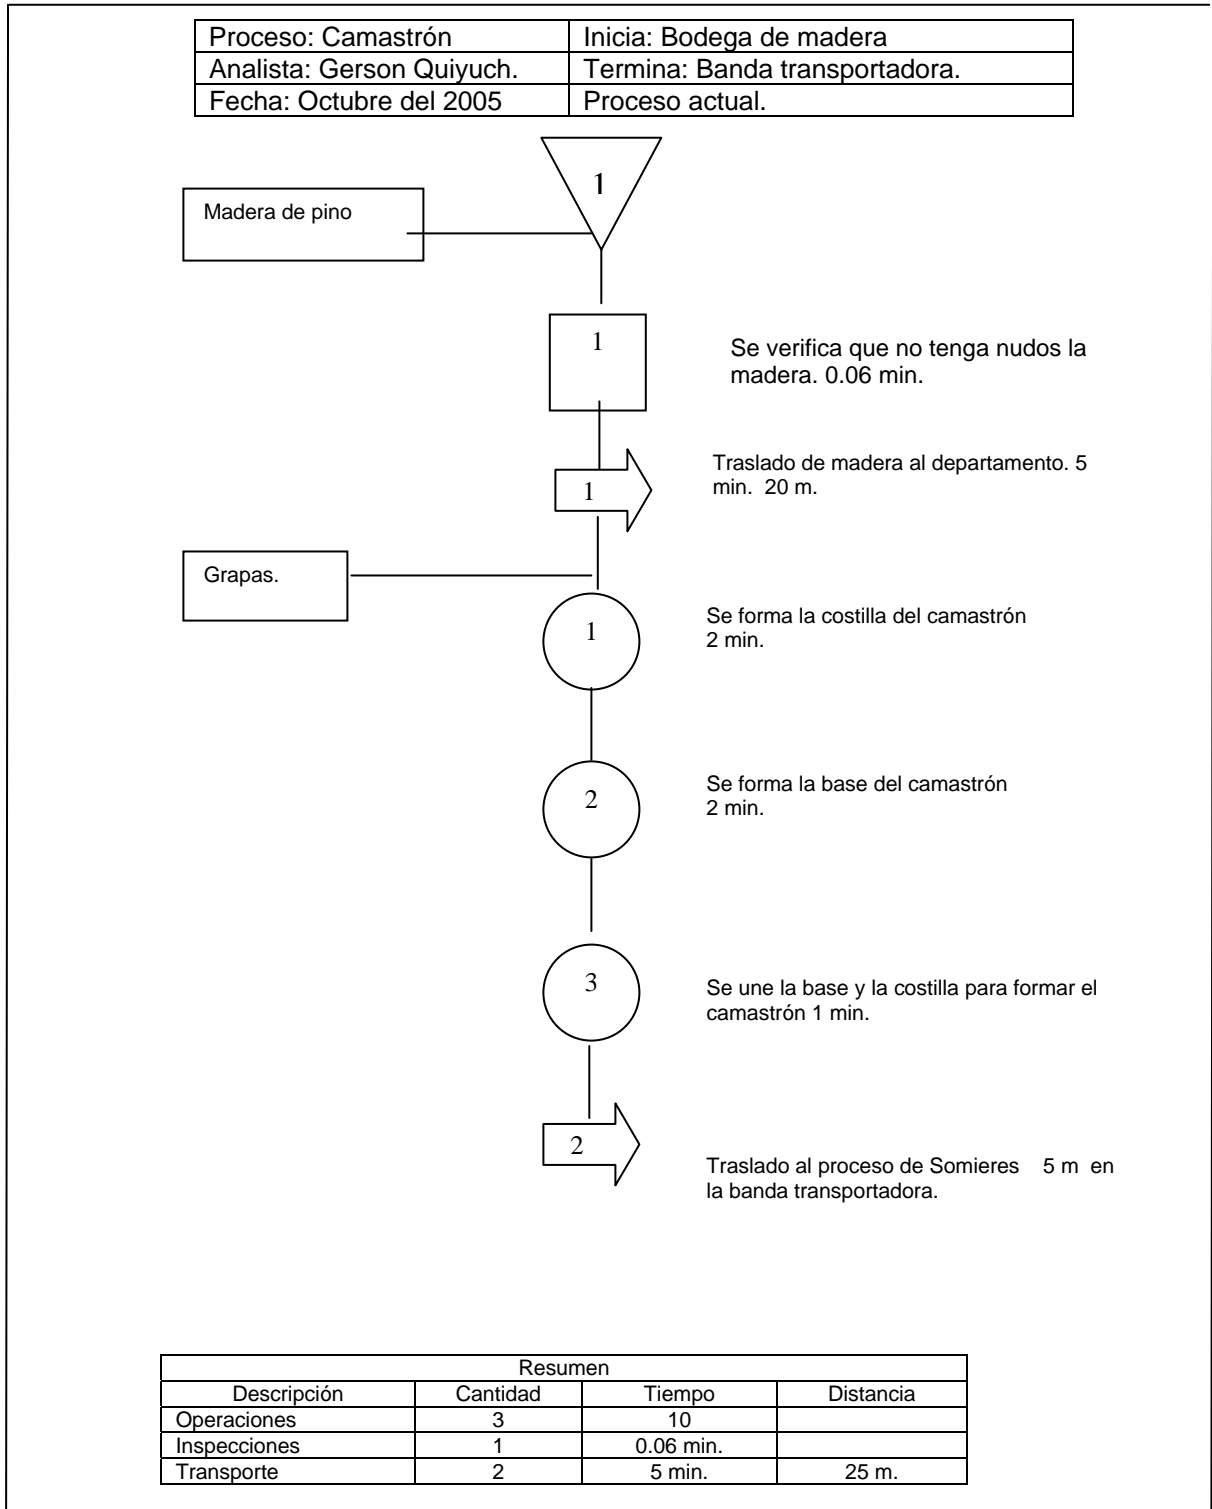 Proceso: Camastrón Inicia: Bodega de madera
Analista: Gerson Quiyuch. Termina: Banda transportadora.
Fecha: Octubre del 2005 Proceso actual.
1
Madera de pino
1
Se verifica que no tenga nudos la
madera. 0.06 min.
Traslado de madera al departamento. 5
min. 20 m.
1
Grapas.
Se forma la costilla del camastrón
2 min.
1
Se forma la base del camastrón
2 min.
2
3
Se une la base y la costilla para formar el
camastrón 1 min.
2
Traslado al proceso de Somieres 5 m en
la banda transportadora.
Resumen
Descripción Cantidad Tiempo Distancia
Operaciones 3 10
Inspecciones 1 0.06 min.
Transporte 2 5 min. 25 m.